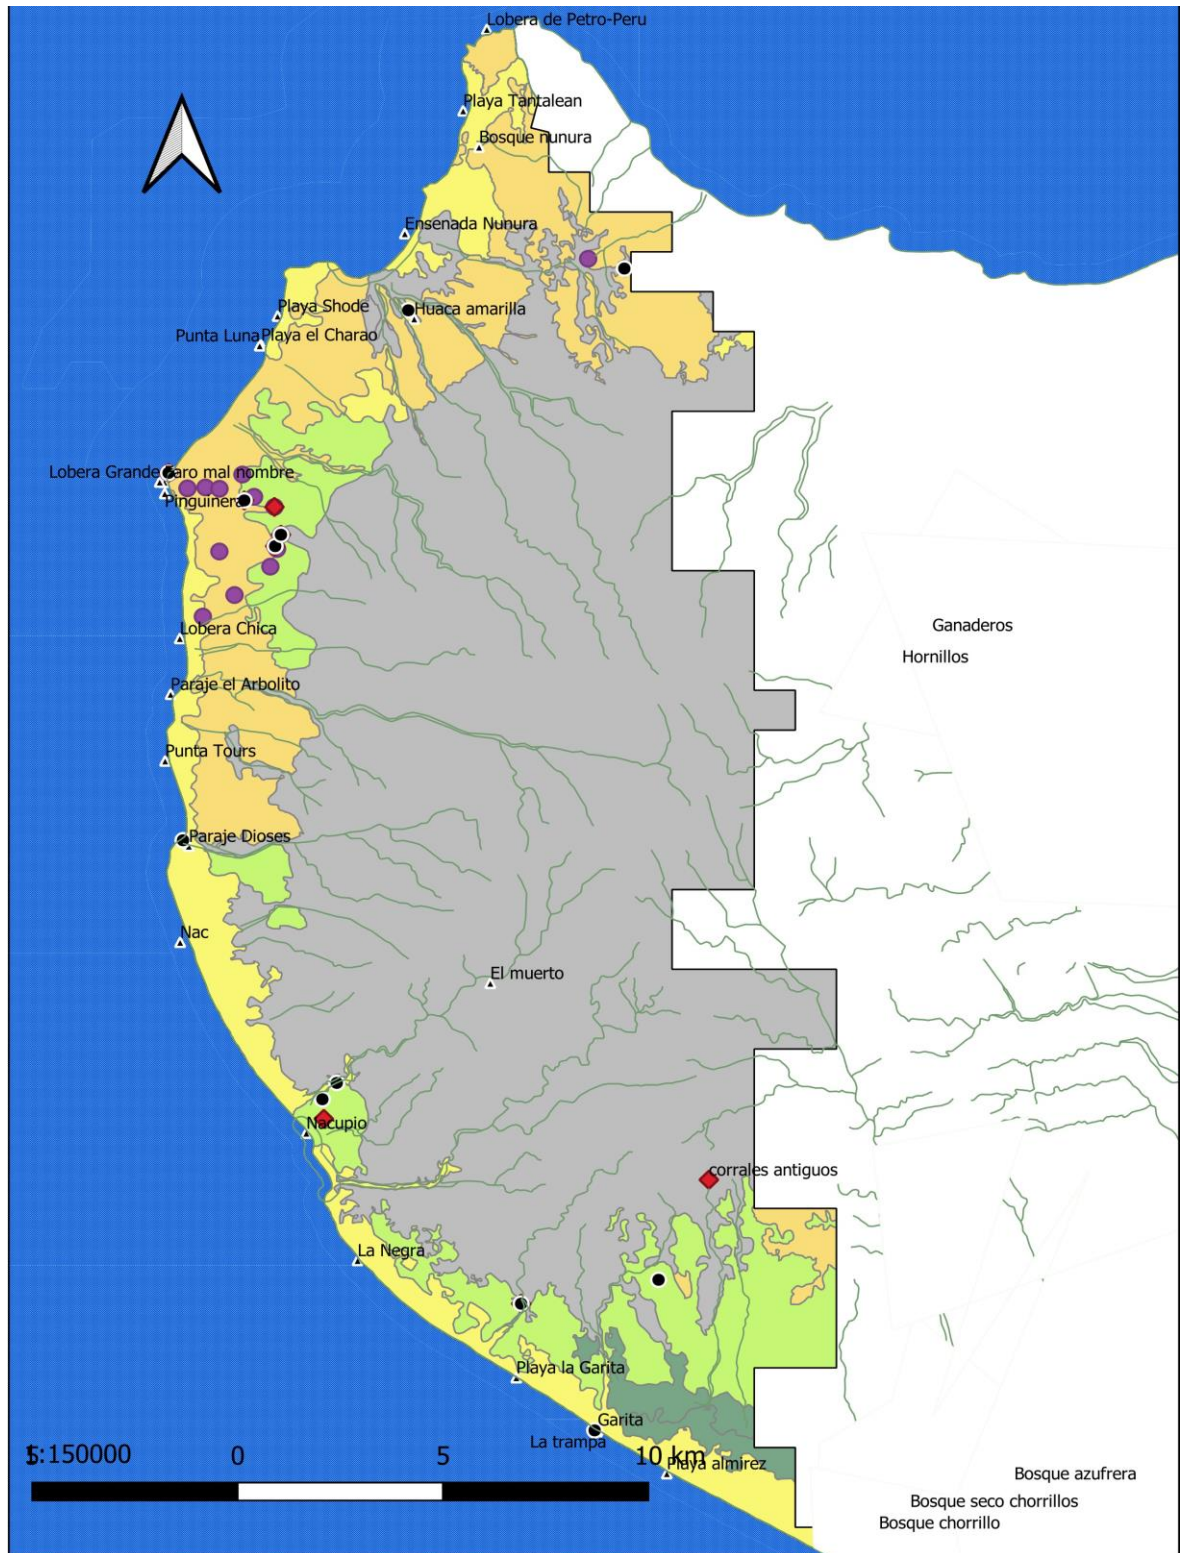 Lobera de Petro-Peru
Playa Tantalean
Bosque nunura
Ensenada Nunura
Playa Shode
Huaca amarilla
Punta Luna
Playa el Charao
Lobera Grande
Faro mal nombre
Pinguinera
Ganaderos
Lobera Chica
Hornillos
Paraje el Arbolito
Punta Tours
Paraje Dioses
Nac
El muerto
Nacupio
corrales antiguos
La Negra
Playa la Garita
Garita
La trampa
1:150000
5
0
5
10 km
Playa almirez
Bosque azufrera
Bosque seco chorrillos
Bosque chorrillo